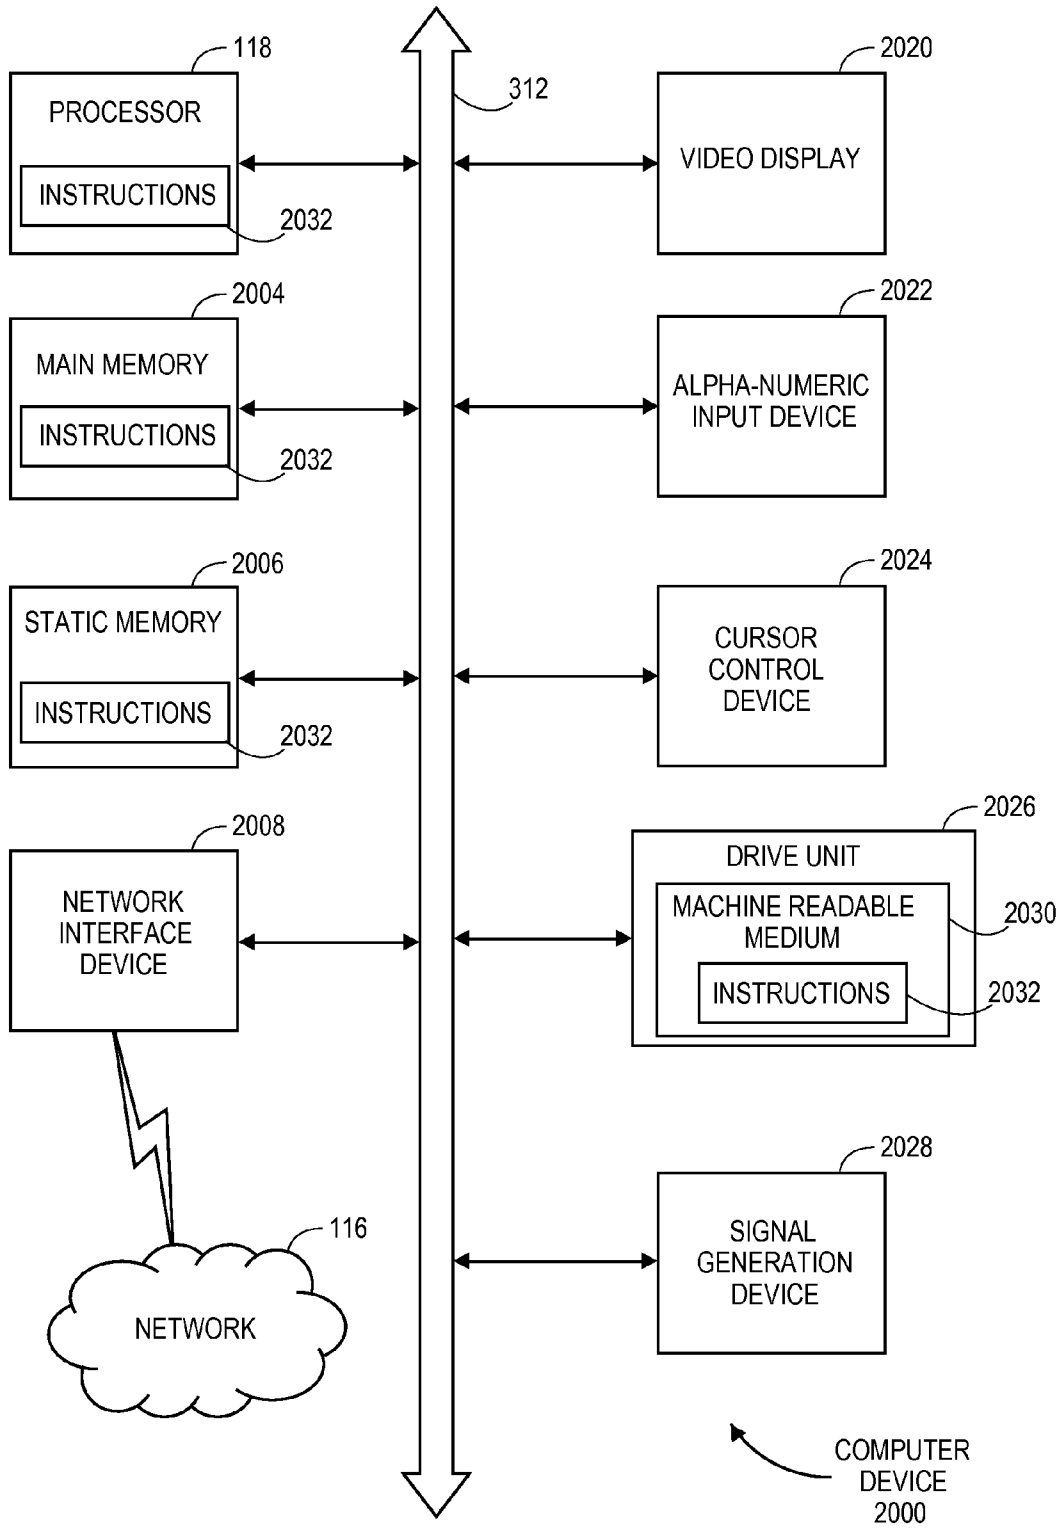 118
PROCESSOR
INSTRUCTIONS
2032
2004
MAIN MEMORY
INSTRUCTIONS
2032
2006
STATIC MEMORY
INSTRUCTIONS
2032
2008
NETWORK
INTERFACE
DEVICE
116
NETWORK
312
2020
VIDEO DISPLAY
2022
ALPHA-NUMERIC
INPUT DEVICE
2024
CURSOR
CONTROL
DEVICE
2026
DRIVE UNIT
MACHINE READABLE
MEDIUM
2030
INSTRUCTIONS
2032
2028
SIGNAL
GENERATION
DEVICE
COMPUTER
DEVICE
2000